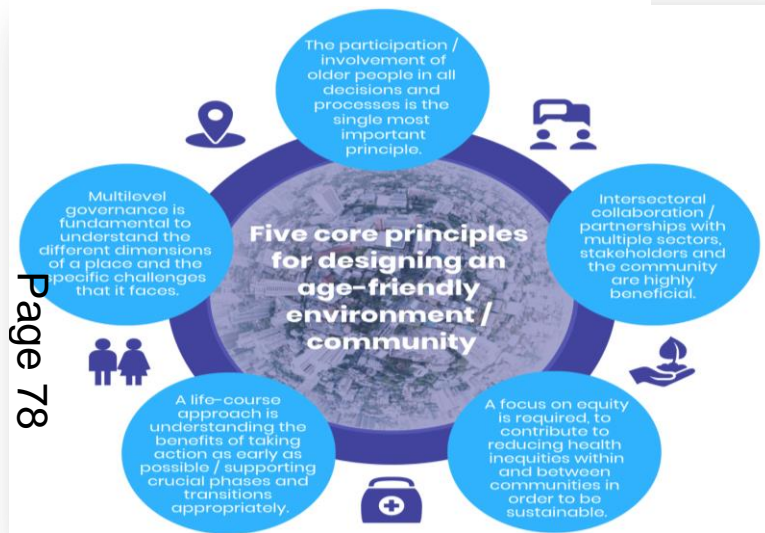 The participation /
involvement of
older people in all
decisions and
processes is the
single most
important
principle.
Multilevel
governance is
fundamental to
understand the
different dimensions
of a place and the
specific challenges
that it faces.
Intersectoral
collaboration /
partnerships with
multiple sectors,
stakeholders and
the community
are highly
beneficial.
Five core principles
for designing an
age-friendly
environment /
community
A life-course
approach is
understanding the
benefits of taking
action as early as
possible / supporting
crucial phases and
transitions
appropriately.
A focus on equity
is required, to
contribute to
reducing health
inequities within
and between
communities in
order to be
sustainable.
Page 78